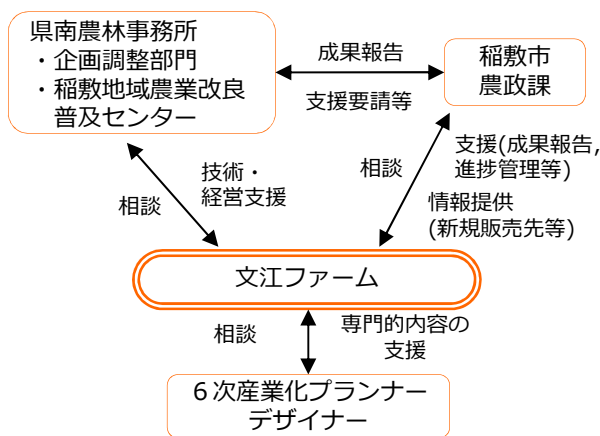 県南農林事務所
・企画調整部門
・稲敷地域農業改良
普及センター
成果報告
支援要請等
稲敷市
農政課
相談
技術・
経営支援
相談
支援(成果報告,
進捗管理等)
情報提供
(新規販売先等)
文江ファーム
相談
専門的内容の
支援
６次産業化プランナー
デザイナー